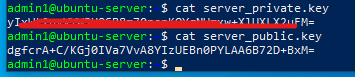 admin1@ubuntu-server: $ cat server_private.key
admin1@ubuntu-server: $ cat server_public.key
dgfcrA+C/KGj0IVa7VvA8YIzUEBn0PYLAA6B72D+BxM=
admin1@ubuntu-server: $